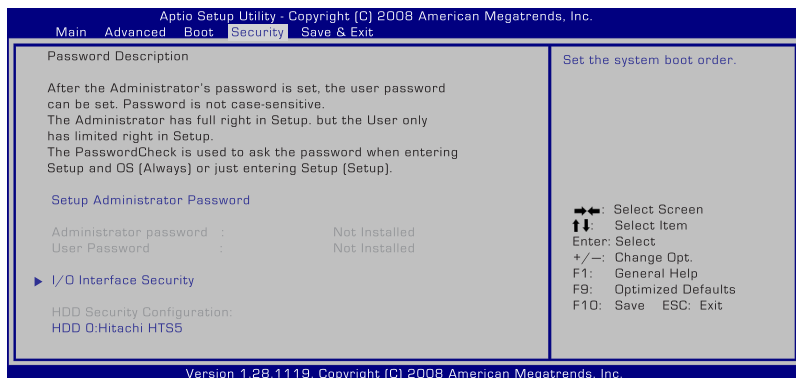 Aptio Setup Utility - Copyright (C) 2008 American Megatrends, Inc.
Main Advanced Boot Security Save & Exit
Password Description
After the Administrator's password is set, the user password
can be set. Password is not case-sensitive.
The Administrator has full right in Setup. but the User only
has limited right in Setup.
The PasswordCheck is used to ask the password when entering
Setup and OS (Always) or just entering Setup (Setup).
Setup Administrator Password
Administrator password : Not Installed
User Password : Not Installed
I/O Interface Security
HDD Security Configuration:
HDD 0:Hitachi HTS5
Set the system boot order.
→←: Select Screen
↑↓: Select Item
Enter: Select
+/—: Change Opt.
F1: General Help
F9: Optimized Defaults
F10: Save ESC: Exit
Version 1.28.1119. Copyright (C) 2008 American Megatrends, Inc.